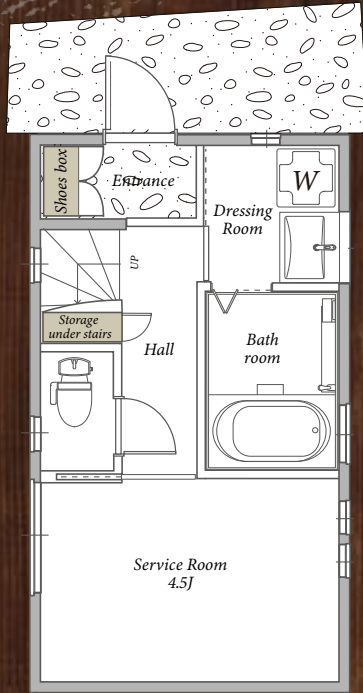 Shoes box
Entrance
W
Dressing
Room
UP
Storage
under stairs
Hall
Bath
room
Service Room
4.5J